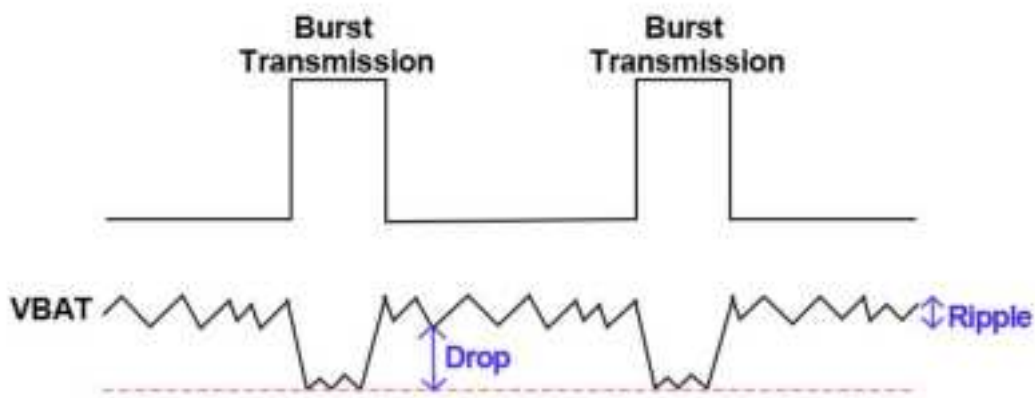 Burst
Transmission
Burst
Transmission
VBAT
Drop
Ripple